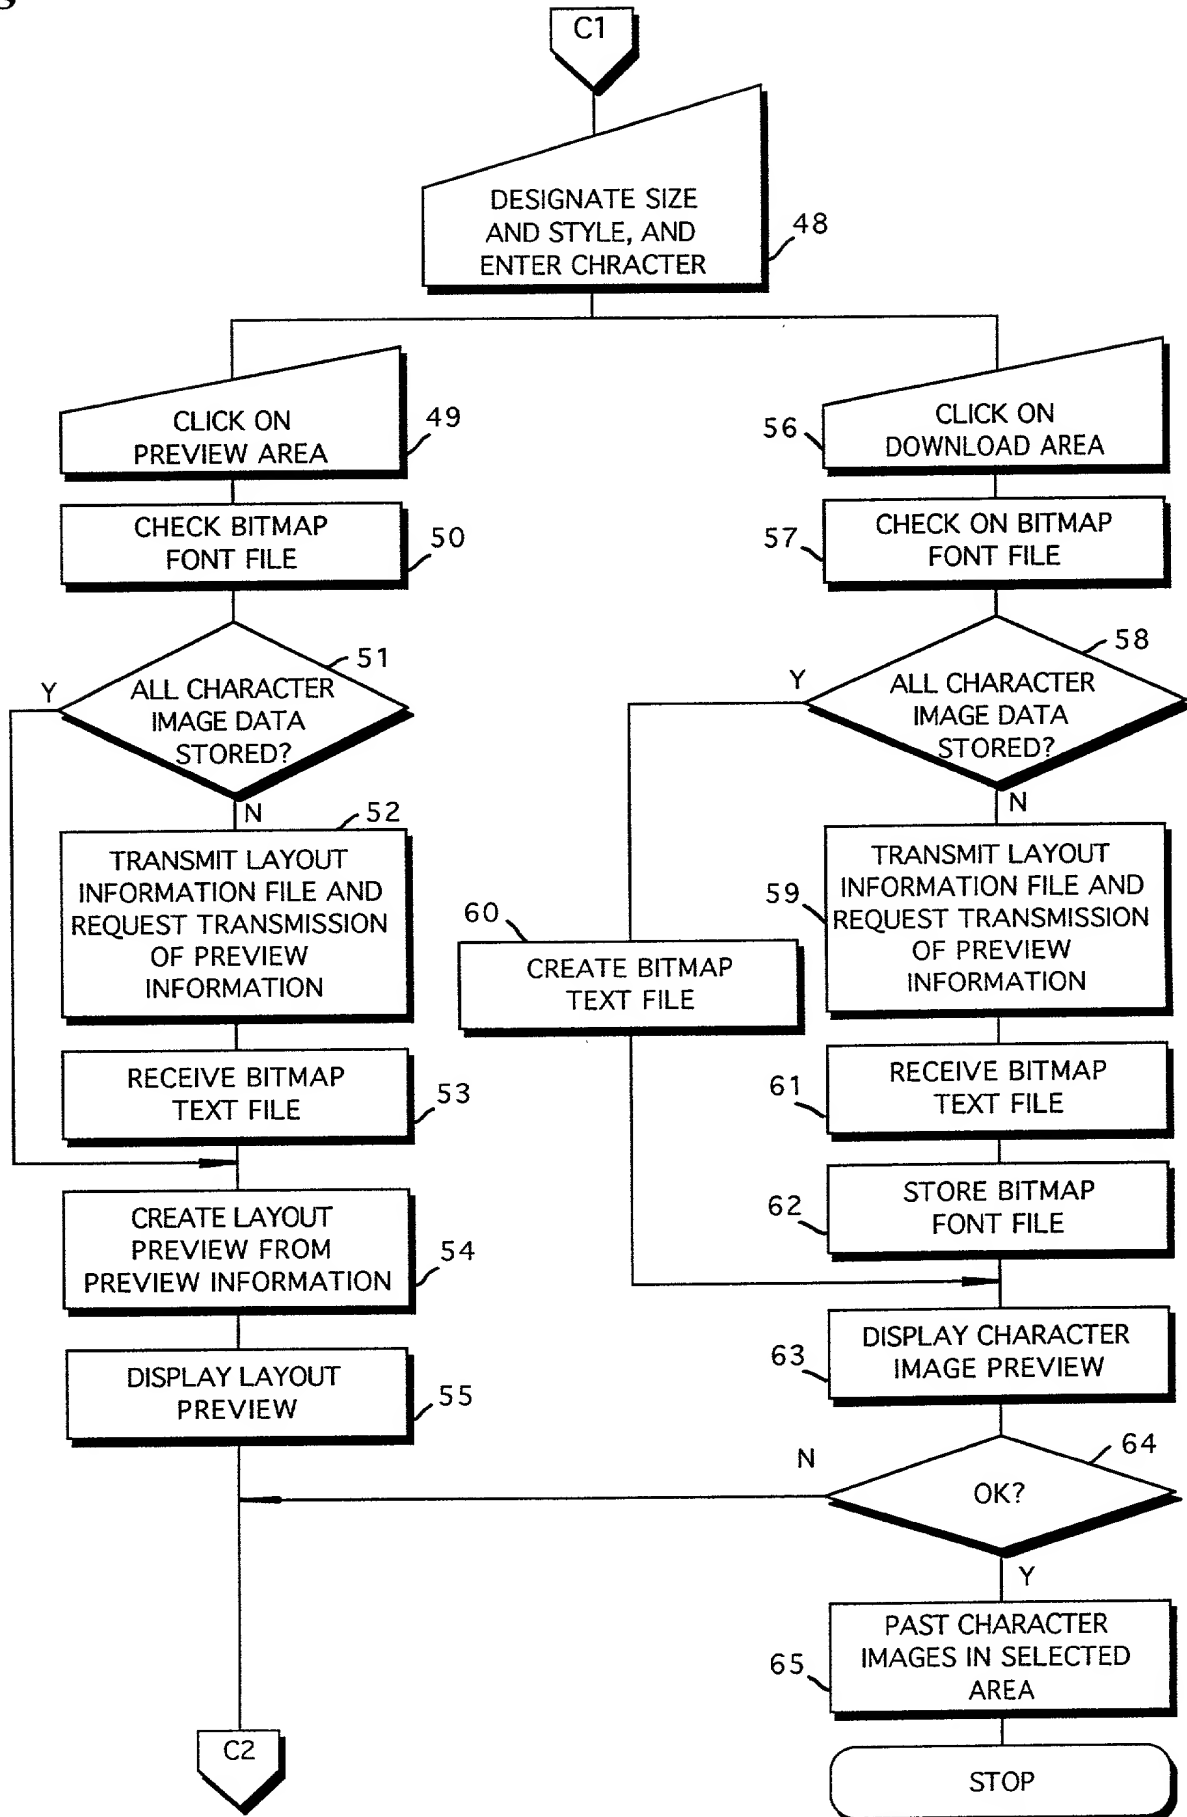 C1
DESIGNATE SIZE
AND STYLE, AND
ENTER CHRACTER
48
CLICK ON
PREVIEW AREA
49
CHECK BITMAP
FONT FILE
50
51
Y
ALL CHARACTER
IMAGE DATA
STORED?
N
52
TRANSMIT LAYOUT
INFORMATION FILE AND
REQUEST TRANSMISSION
OF PREVIEW
INFORMATION
RECEIVE BITMAP
TEXT FILE
53
CREATE LAYOUT
PREVIEW FROM
PREVIEW INFORMATION
54
DISPLAY LAYOUT
PREVIEW
55
C2
56
CLICK ON
DOWNLOAD AREA
57
CHECK ON BITMAP
FONT FILE
58
Y
ALL CHARACTER
IMAGE DATA
STORED?
N
59
TRANSMIT LAYOUT
INFORMATION FILE AND
REQUEST TRANSMISSION
OF PREVIEW
INFORMATION
60
CREATE BITMAP
TEXT FILE
61
RECEIVE BITMAP
TEXT FILE
62
STORE BITMAP
FONT FILE
63
DISPLAY CHARACTER
IMAGE PREVIEW
64
N
OK?
Y
65
PAST CHARACTER
IMAGES IN SELECTED
AREA
STOP